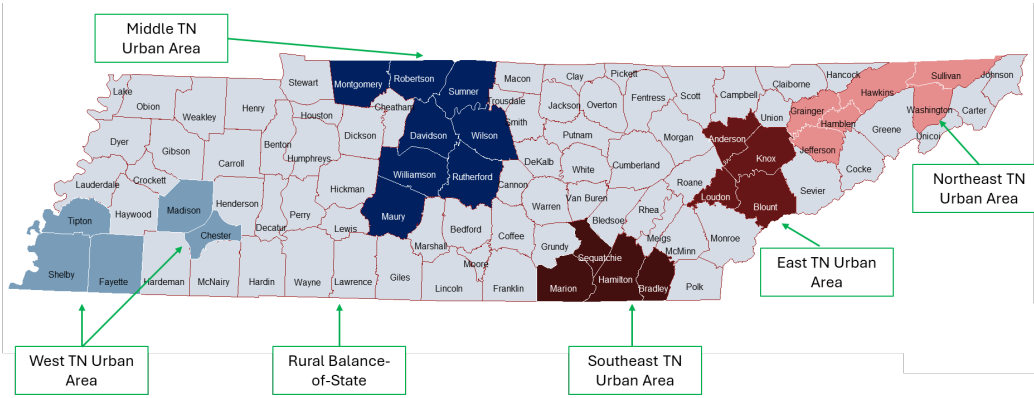 Middle TN
Urban Area
Stewart
Montgomery
Robertson
Sumner
Macon
Clay
Pickett
Hancock
Sullivan
Johnson
Lake
Obion
Weakley
Henry
Houston
Cheatham
Trousdale
Smith
Jackson
Overton
Fentress
Scott
Campbell
Claiborne
Union
Grainger
Hawkins
Hamblen
Washington
Carter
Greene
Unicoi
Dyer
Gibson
Carroll
Benton
Humphreys
Dickson
Davidson
Wilson
DeKalb
Putnam
White
Cumberland
Morgan
Anderson
Knox
Jefferson
Cocke
Lauderdale
Crockett
Madison
Henderson
Decatur
Perry
Hickman
Williamson
Rutherford
Cannon
Warren
Van Buren
Bledsoe
Rhea
Roane
Loudon
Blount
Sevier
Northeast TN
Urban Area
Tipton
Haywood
Chester
Lewis
Maury
Marshall
Bedford
Coffee
Grundy
Sequatchie
Meigs
McMinn
Monroe
Shelby
Fayette
Hardeman
McNairy
Hardin
Wayne
Lawrence
Giles
Moore
Lincoln
Franklin
Marion
Hamilton
Bradley
Polk
East TN Urban
Area
West TN Urban
Area
Rural Balance-
of-State
Southeast TN
Urban Area